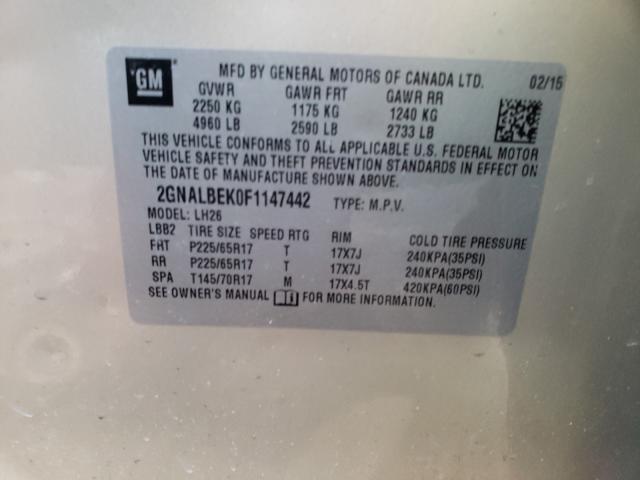 GM
MFD BY GENERAL MOTORS OF CANADA LTD. 02/15
GVWR GAWR FRT GAWR RR
2250 KG 1175 KG 1240 KG
4960 LB 2590 LB 2733 LB
THIS VEHICLE CONFORMS TO ALL APPLICABLE U.S. FEDERAL MOTOR
VEHICLE SAFETY AND THEFT PREVENTION STANDARDS IN EFFECT ON
THE DATE OF MANUFACTURE SHOWN ABOVE.
2GNALBEK0F1147442 TYPE: M.P.V.
MODEL: LH26
LBB2 TIRE SIZE SPEED RTG RIM COLD TIRE PRESSURE
FRT P225/65R17 T 17X7J 240KPA(35PSI)
RR P225/65R17 T 17X7J 240KPA(35PSI)
SPA T145/70R17 M 17X4.5T 420KPA(60PSI)
SEE OWNER'S MANUAL FOR MORE INFORMATION.